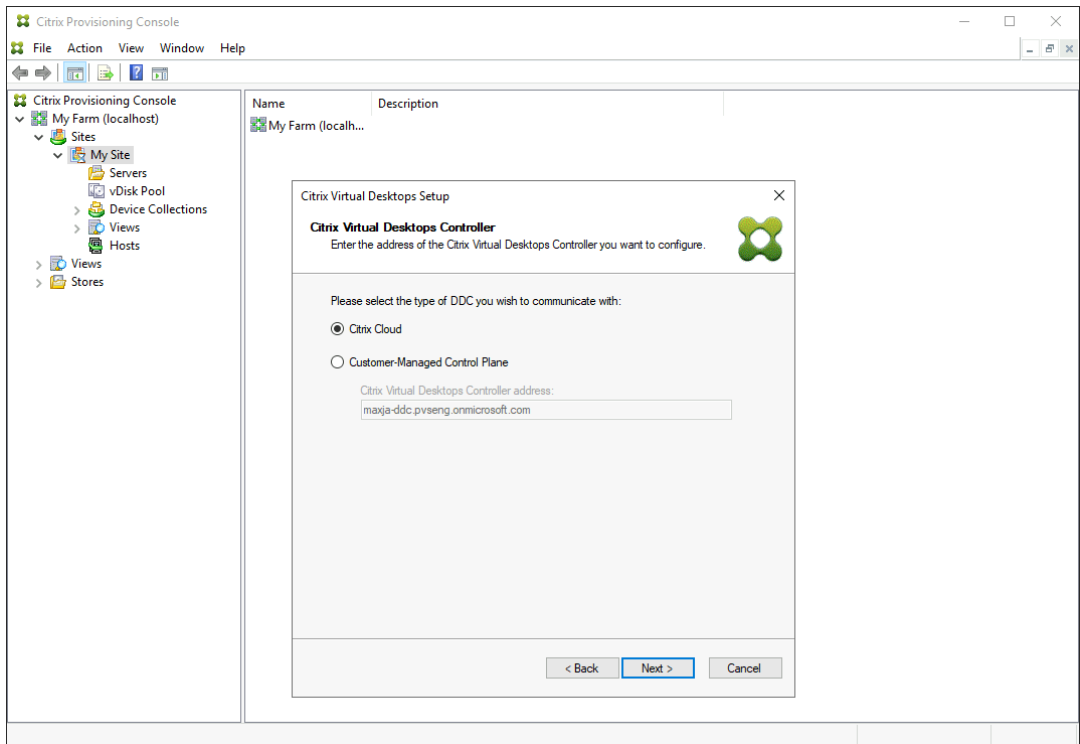 Citrix Provisioning Console
File Action View Window Help
Citrix Provisioning Console
My Farm (localhost)
Sites
My Site
Servers
vDisk Pool
Device Collections
Views
Hosts
Views
Stores
Name Description
My Farm (localh...
Citrix Virtual Desktops Setup
Citrix Virtual Desktops Controller
Enter the address of the Citrix Virtual Desktops Controller you want to configure.
Please select the type of DDC you wish to communicate with:
Citrix Cloud
Customer-Managed Control Plane
Citrix Virtual Desktops Controller address:
maxja-ddc.pvseng.onmicrosoft.com
< Back Next > Cancel